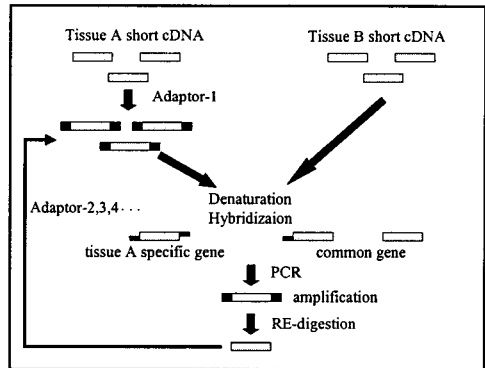 Tissue A short cDNA
Tissue B short cDNA
Adaptor-1
Denaturation
Hybridizaion
Adaptor-2,3,4 · · ·
tissue A specific gene
common gene
PCR
amplification
RE-digestion